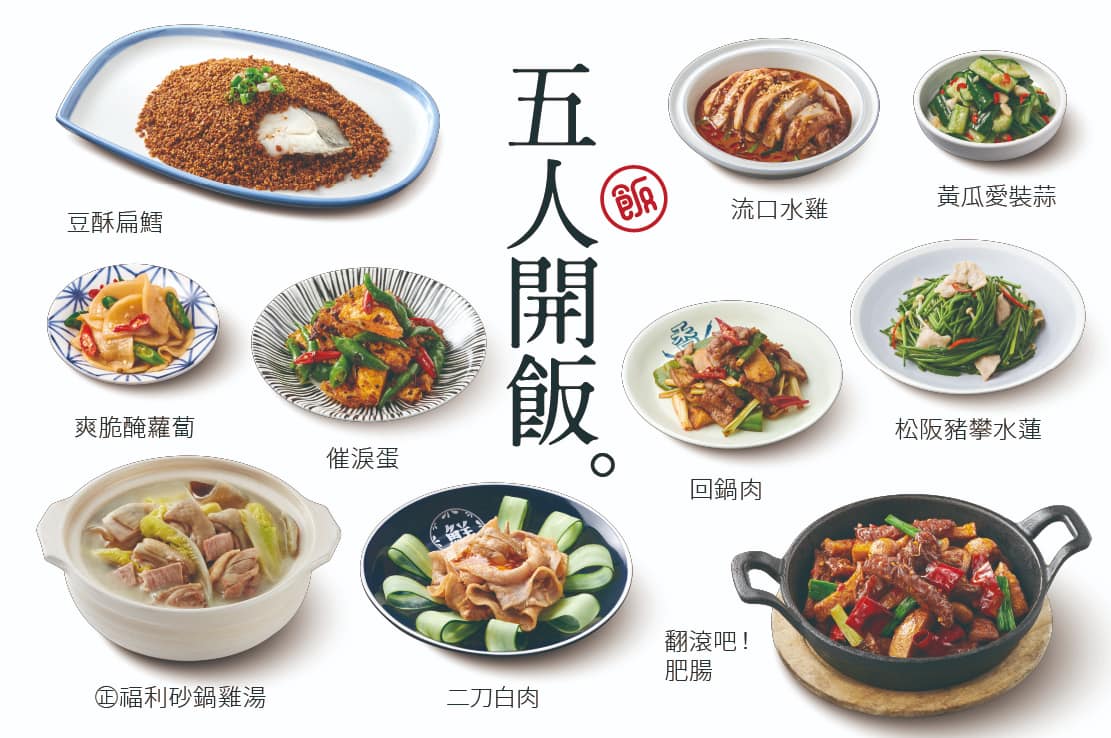 五人開飯。
飯
豆酥扁鱈
流口水雞
黃瓜愛裝蒜
爽脆醃蘿蔔
催淚蛋
回鍋肉
松阪豬攀水蓮
㊣福利砂鍋雞湯
二刀白肉
翻滾吧!
肥腸